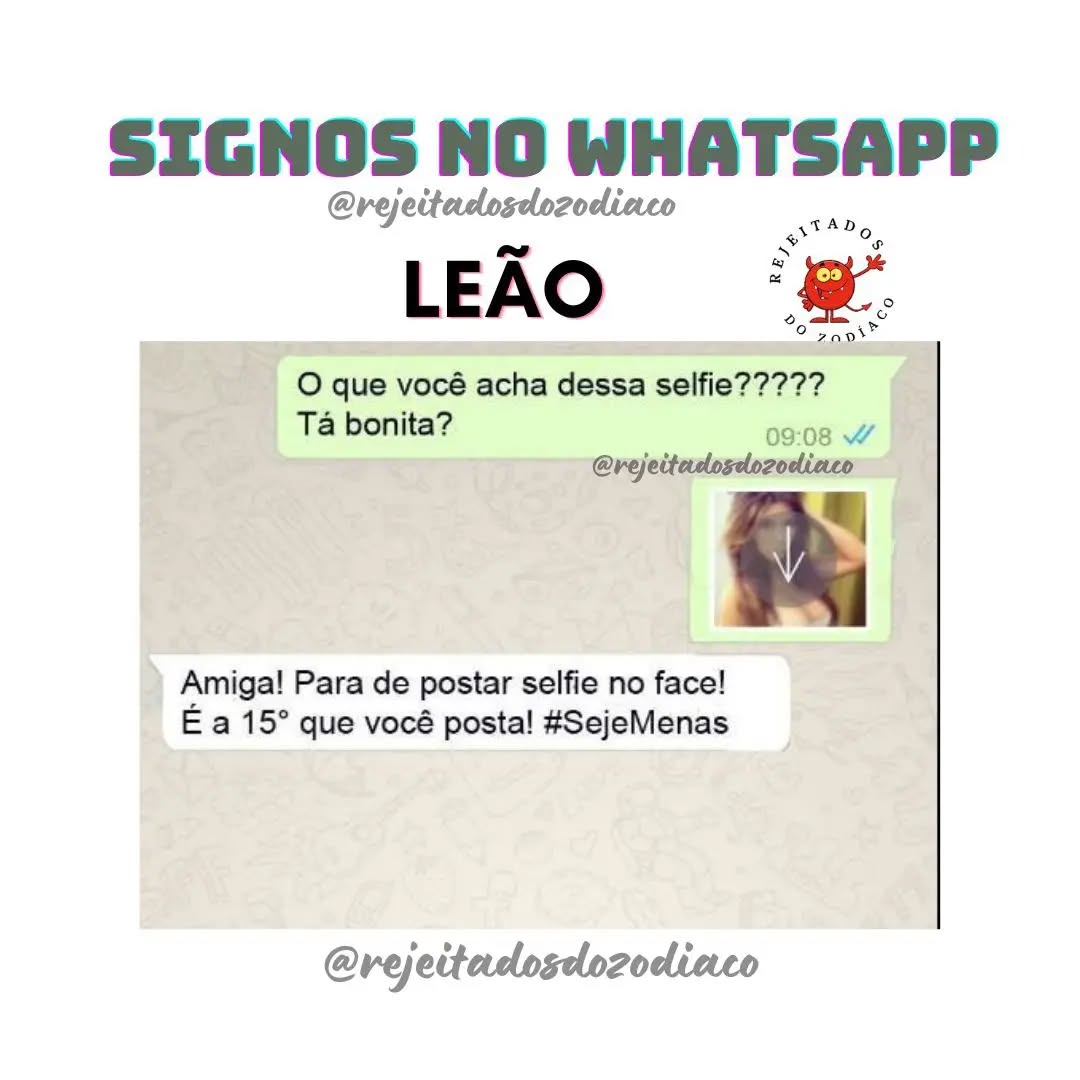 SIGNOS NO WHATSAPP
@rejeitadosdozodiaco
LEÃO
REJEITADOS
DO ZODÍACO
O que você acha dessa selfie?????
Tá bonita?
09:08
@rejeitadosdozodiaco
Amiga! Para de postar selfie no face!
É a 15° que você posta! #SejeMenas
@rejeitadosdozodiaco